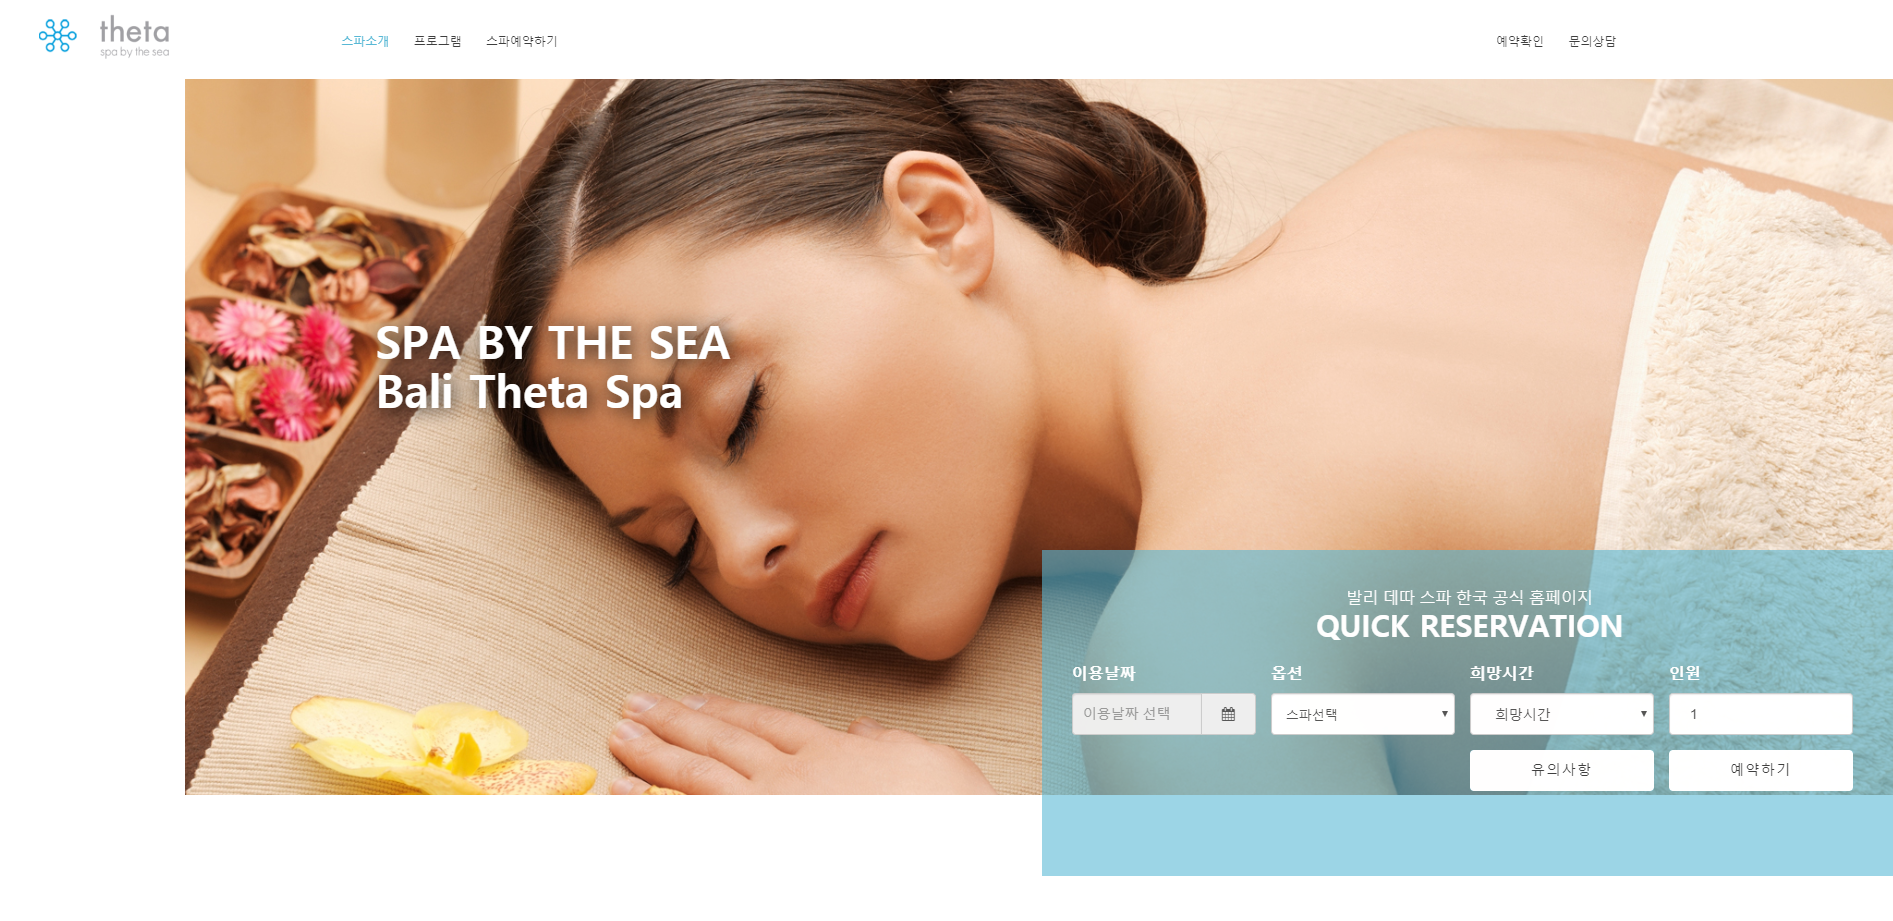 theta
spa by the sea
스파소개 프로그램 스파예약하기 예약확인 문의상담
SPA BY THE SEA
Bali Theta Spa
발리 데따 스파 한국 공식 홈페이지
QUICK RESERVATION
이용날짜 옵션 희망시간 인원
이용날짜 선택 스파선택 희망시간 1
유의사항 예약하기